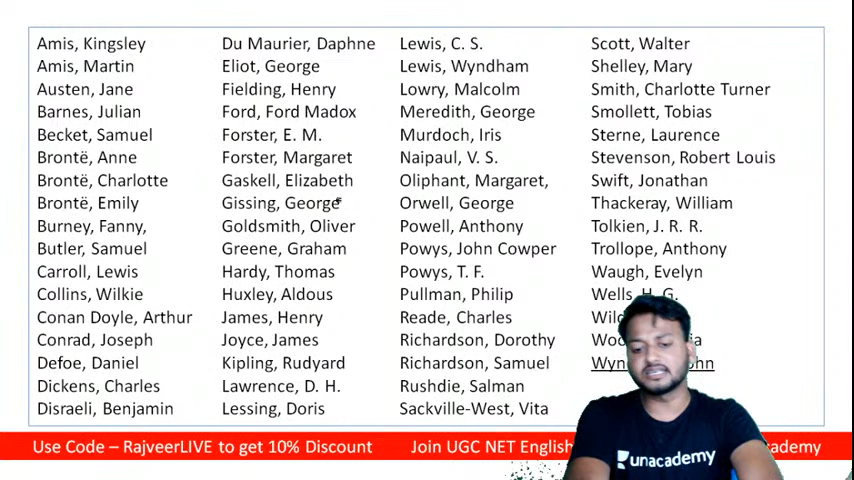 Amis, Kingsley
Amis, Martin
Austen, Jane
Barnes, Julian
Becket, Samuel
Brontë, Anne
Brontë, Charlotte
Brontë, Emily
Burney, Fanny,
Butler, Samuel
Carroll, Lewis
Collins, Wilkie
Conan Doyle, Arthur
Conrad, Joseph
Defoe, Daniel
Dickens, Charles
Disraeli, Benjamin
Du Maurier, Daphne
Eliot, George
Fielding, Henry
Ford, Ford Madox
Forster, E. M.
Forster, Margaret
Gaskell, Elizabeth
Gissing, George
Goldsmith, Oliver
Greene, Graham
Hardy, Thomas
Huxley, Aldous
James, Henry
Joyce, James
Kipling, Rudyard
Lawrence, D. H.
Lessing, Doris
Lewis, C. S.
Lewis, Wyndham
Lowry, Malcolm
Meredith, George
Murdoch, Iris
Naipaul, V. S.
Oliphant, Margaret,
Orwell, George
Powell, Anthony
Powys, John Cowper
Powys, T. F.
Pullman, Philip
Reade, Charles
Richardson, Dorothy
Richardson, Samuel
Rushdie, Salman
Sackville-West, Vita
Scott, Walter
Shelley, Mary
Smith, Charlotte Turner
Smollett, Tobias
Sterne, Laurence
Stevenson, Robert Louis
Swift, Jonathan
Thackeray, William
Tolkien, J. R. R.
Trollope, Anthony
Waugh, Evelyn
Wells, H. G.
Use Code – RajveerLIVE to get 10% Discount
Join UGC NET English
unacademy